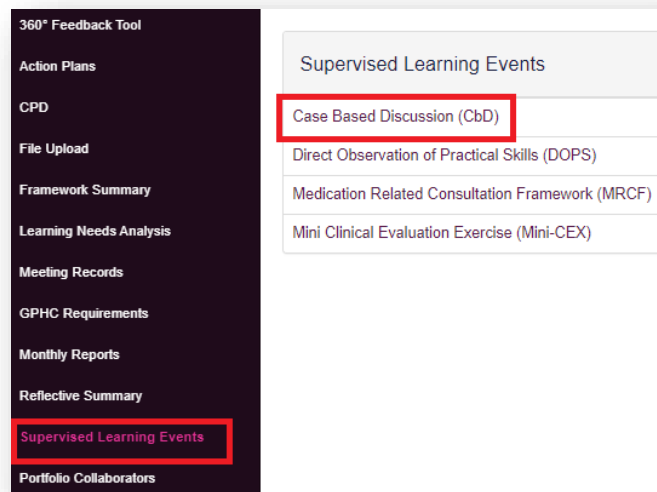 360° Feedback Tool
Action Plans
CPD
File Upload
Framework Summary
Learning Needs Analysis
Meeting Records
GPHC Requirements
Monthly Reports
Reflective Summary
Supervised Learning Events
Portfolio Collaborators
Supervised Learning Events
Case Based Discussion (CbD)
Direct Observation of Practical Skills (DOPS)
Medication Related Consultation Framework (MRCF)
Mini Clinical Evaluation Exercise (Mini-CEX)